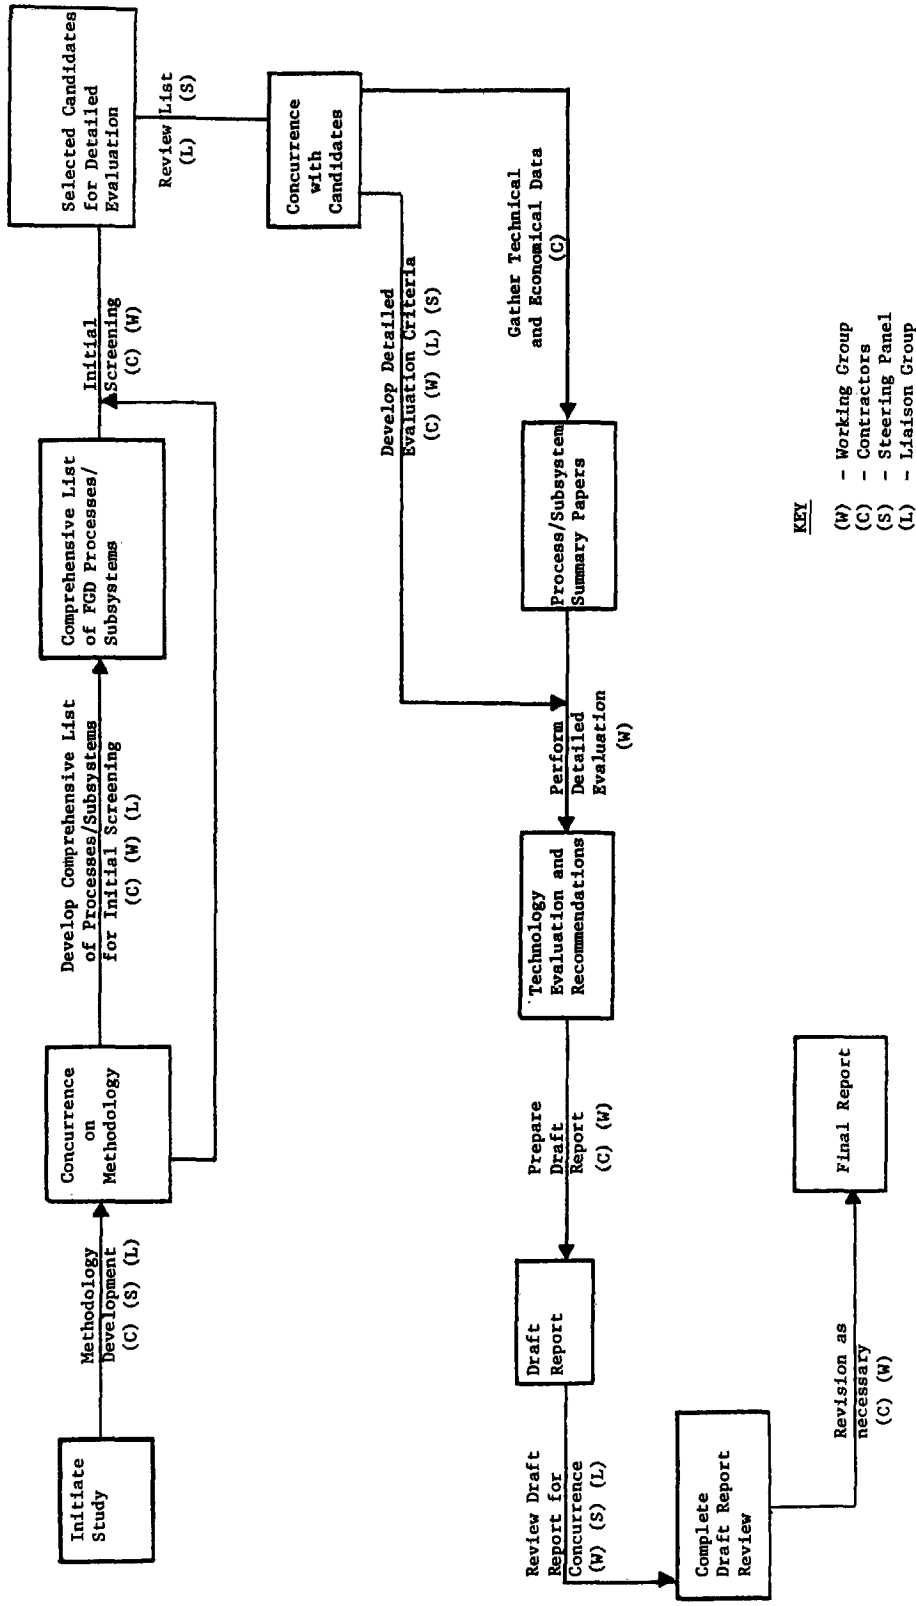 Initiate
Study
Methodology
Development
(C) (S) (L)
Concurrence
on
Methodology
Develop Comprehensive List
of Processes/Subsystems
for Initial Screening
(C) (W) (L)
Comprehensive List
of FGD Processes/
Subsystems
Initial
Screening
(C) (W)
Selected Candidates
for Detailed
Evaluation
Review List
(L) (S)
Concurrence
with
Candidates
Develop Detailed
Evaluation Criteria
(C) (W) (L) (S)
Gather Technical
and Economical Data
(C)
Process/Subsystem
Summary Papers
Perform
Detailed
Evaluation
(W)
Technology
Evaluation and
Recommendations
Prepare
Draft
Report
(C) (W)
Draft
Report
Review Draft
Report for
Concurrence
(W) (S) (L)
Complete
Draft Report
Review
Revision as
necessary
(C) (W)
Final Report
KEY
(W) - Working Group
(C) - Contractors
(S) - Steering Panel
(L) - Liaison Group